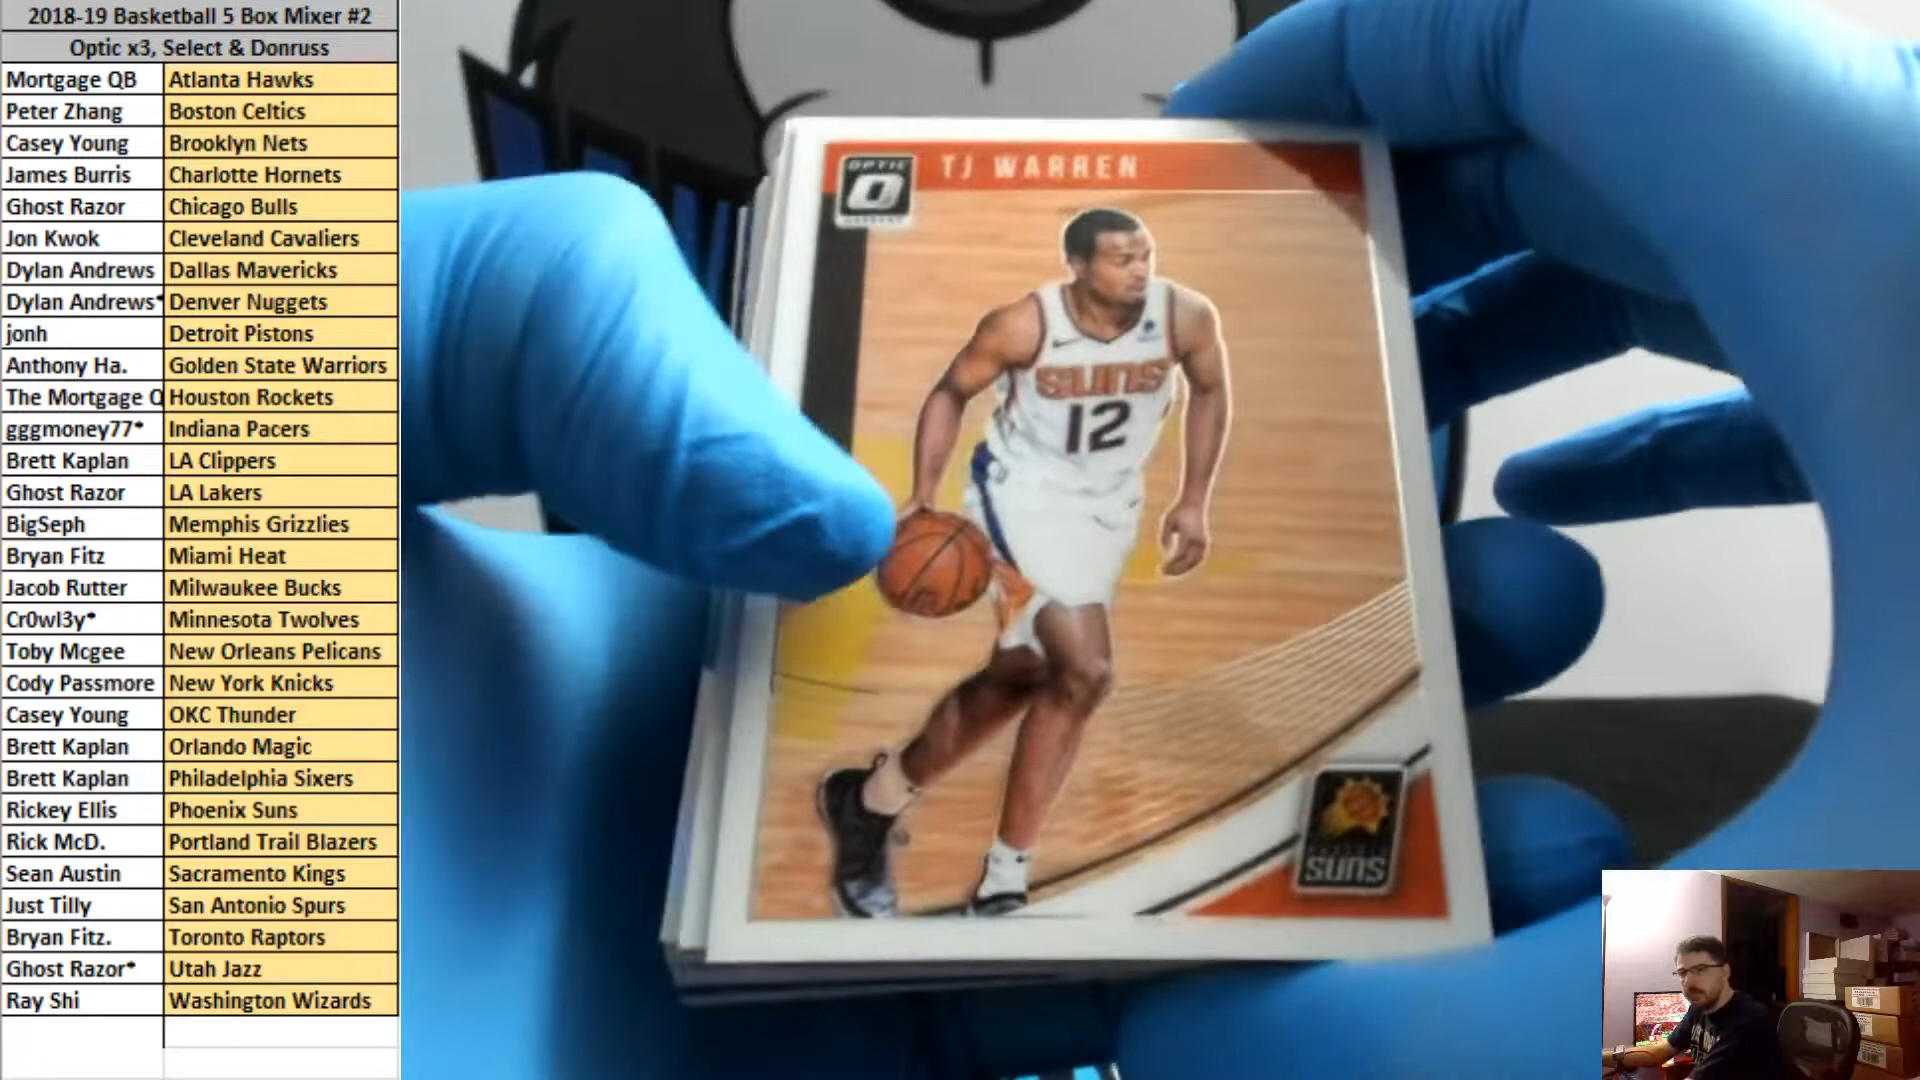 2018-19 Basketball 5 Box Mixer #2
Optic x3, Select & Donruss
Mortgage QB Atlanta Hawks
Peter Zhang Boston Celtics
Casey Young Brooklyn Nets
James Burris Charlotte Hornets
Ghost Razor Chicago Bulls
Jon Kwok Cleveland Cavaliers
Dylan Andrews Dallas Mavericks
Dylan Andrews* Denver Nuggets
jonh Detroit Pistons
Anthony Ha. Golden State Warriors
The Mortgage Q Houston Rockets
gggmoney77* Indiana Pacers
Brett Kaplan LA Clippers
Ghost Razor LA Lakers
BigSeph Memphis Grizzlies
Bryan Fitz Miami Heat
Jacob Rutter Milwaukee Bucks
Cr0wl3y* Minnesota Twolves
Toby Mcgee New Orleans Pelicans
Cody Passmore New York Knicks
Casey Young OKC Thunder
Brett Kaplan Orlando Magic
Brett Kaplan Philadelphia Sixers
Rickey Ellis Phoenix Suns
Rick McD. Portland Trail Blazers
Sean Austin Sacramento Kings
Just Tilly San Antonio Spurs
Bryan Fitz. Toronto Raptors
Ghost Razor* Utah Jazz
Ray Shi Washington Wizards
OPTIC
O
TJ WARREN
SUNS
12
SUNS